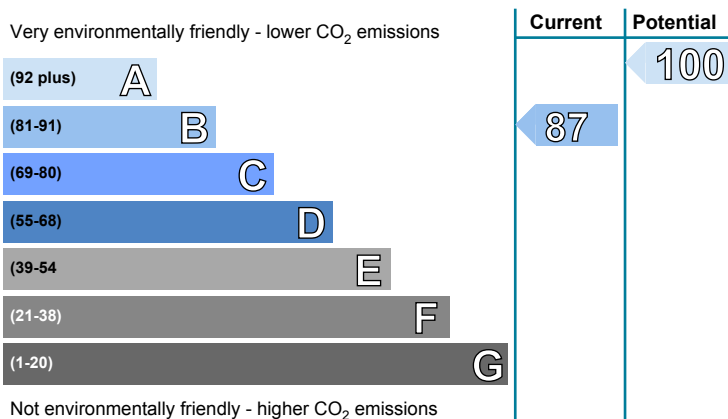 Current Potential
Very environmentally friendly - lower CO2 emissions
100
(92 plus) A
(81-91) B
87
(69-80) C
(55-68) D
(39-54 E
(21-38) F
(1-20) G
Not environmentally friendly - higher CO2 emissions